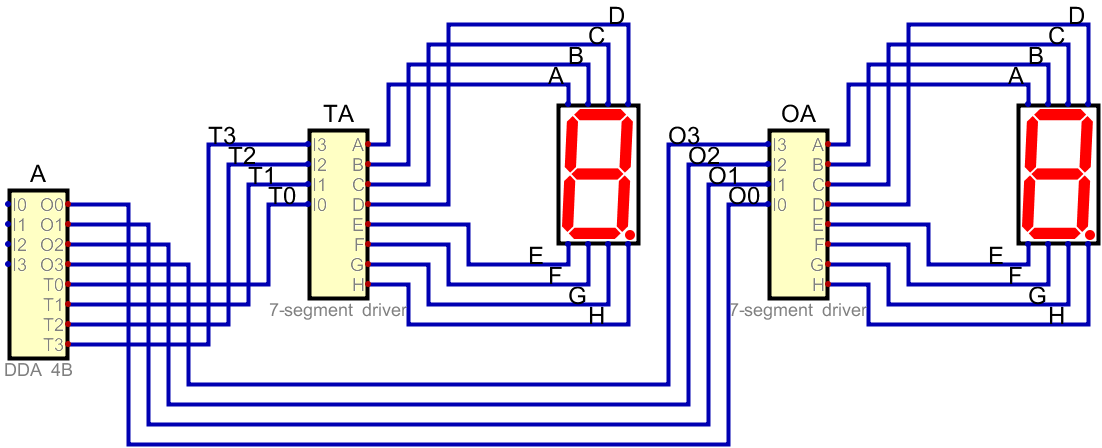 D
C
B
A
TA
T3
T2
T1
T0
I3 A
I2 B
I1 C
I0 D
E
F
G
H
7-segment driver
E
F
G
H
A
I0 O0
I1 O1
I2 O2
I3 O3
T0
T1
T2
T3
DDA 4B
D
C
B
A
OA
O3
O2
O1
O0
I3 A
I2 B
I1 C
I0 D
E
F
G
H
7-segment driver
E
F
G
H